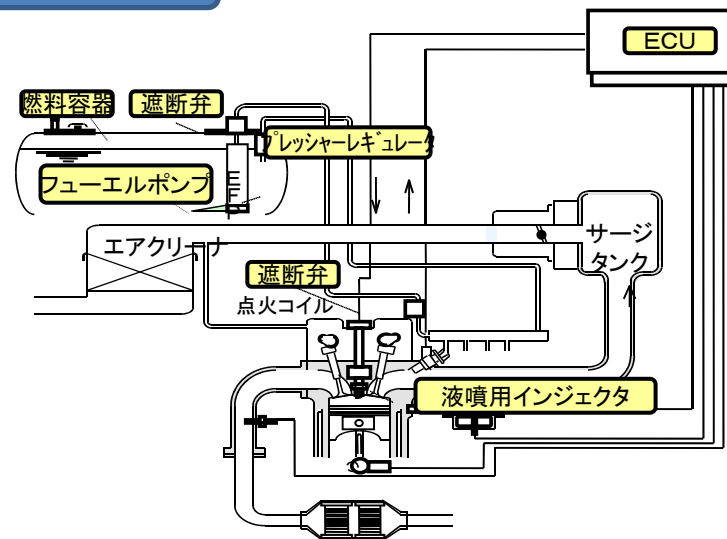 ECU
燃料容器
遮断弁
プレッシャーレギュレータ
フューエルポンプ
エアクリーナ
サージ
タンク
遮断弁
点火コイル
液噴用インジェクタ